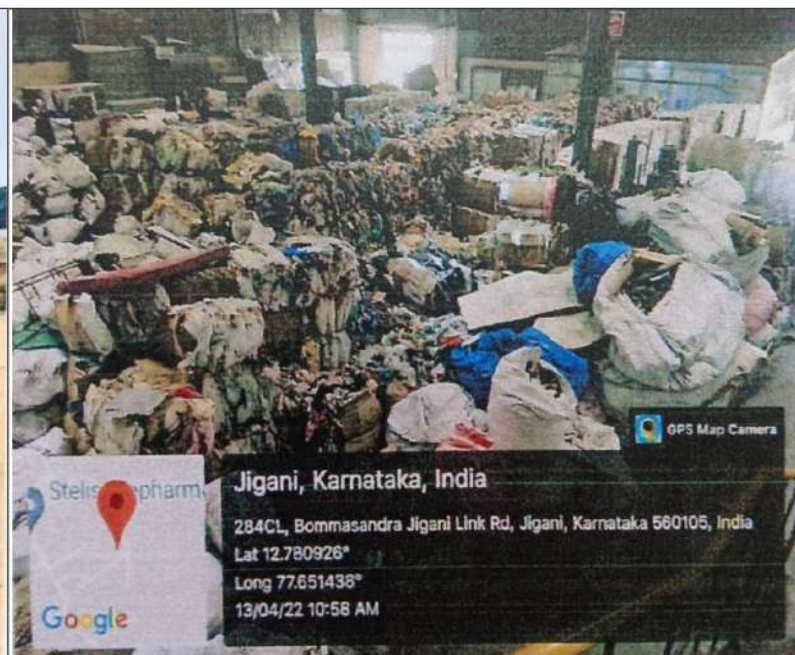 GPS Map Camera
Jigani, Karnataka, India
284CL, Bommasandra Jigani Link Rd, Jigani, Karnataka 560105, India
Lat 12.780926°
Long 77.651438°
13/04/22 10:58 AM
Google